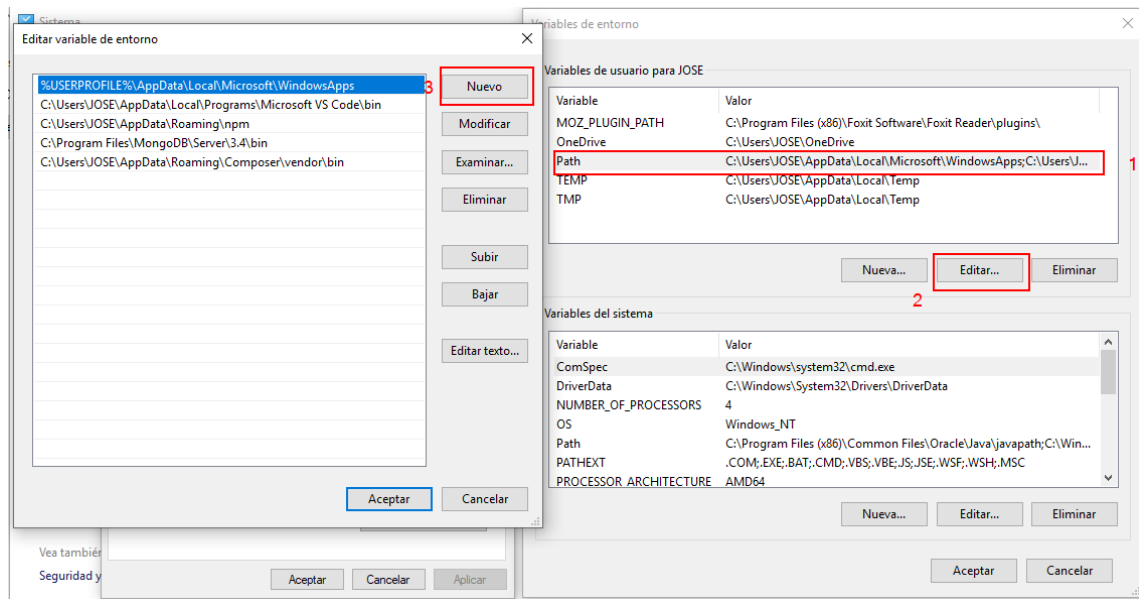 Sistema
Editar variable de entorno
%USERPROFILE%\AppData\Local\Microsoft\WindowsApps
C:\Users\JOSE\AppData\Local\Programs\Microsoft VS Code\bin
C:\Users\JOSE\AppData\Roaming\npm
C:\Program Files\MongoDB\Server\3.4\bin
C:\Users\JOSE\AppData\Roaming\Composer\vendor\bin
3
Nuevo
Modificar
Examinar...
Eliminar
Subir
Bajar
Editar texto...
Aceptar Cancelar
Vea también
Seguridad y
Aceptar Cancelar Aplicar
Variables de entorno
Variables de usuario para JOSE
Variable Valor
MOZ_PLUGIN_PATH C:\Program Files (x86)\Foxit Software\Foxit Reader\plugins\
OneDrive C:\Users\JOSE\OneDrive
Path C:\Users\JOSE\AppData\Local\Microsoft\WindowsApps;C:\Users\J...
1
TEMP C:\Users\JOSE\AppData\Local\Temp
TMP C:\Users\JOSE\AppData\Local\Temp
Nueva... Editar... Eliminar
2
Variables del sistema
Variable Valor
ComSpec C:\Windows\system32\cmd.exe
DriverData C:\Windows\System32\Drivers\DriverData
NUMBER_OF_PROCESSORS 4
OS Windows_NT
Path C:\Program Files (x86)\Common Files\Oracle\Java\javapath;C:\Win...
PATHEXT .COM;.EXE;.BAT;.CMD;.VBS;.VBE;.JS;.JSE;.WSF;.WSH;.MSC
PROCESSOR_ARCHITECTURE AMD64
Nueva... Editar... Eliminar
Aceptar Cancelar